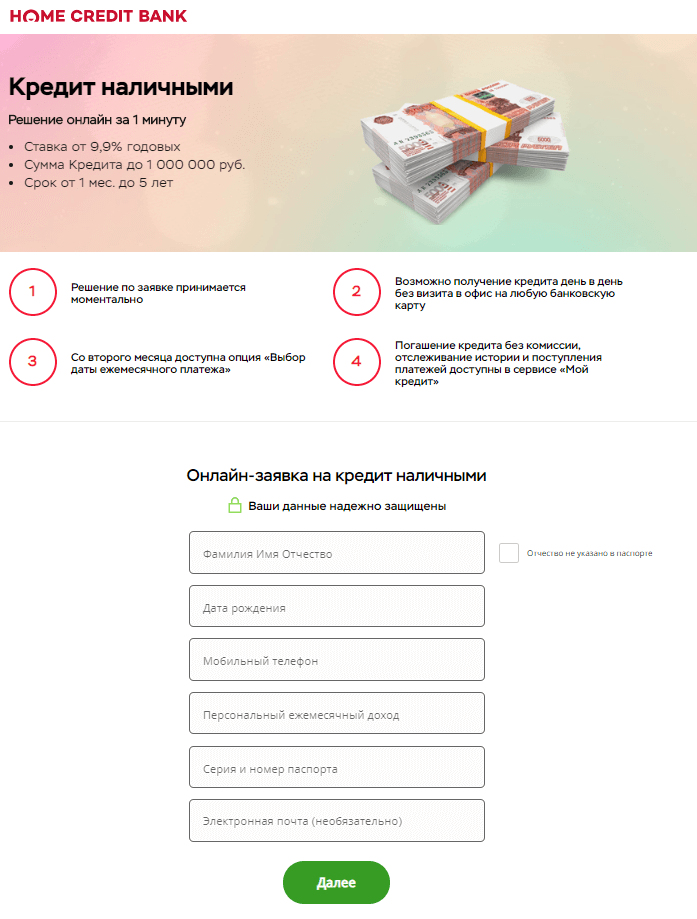 HOME CREDIT BANK
Кредит наличными
Решение онлайн за 1 минуту
• Ставка от 9,9% годовых
• Сумма Кредита до 1 000 000 руб.
• Срок от 1 мес. до 5 лет
1
Решение по заявке принимается
моментально
2
Возможно получение кредита день в день
без визита в офис на любую банковскую
карту
3
Со второго месяца доступна опция «Выбор
даты ежемесячного платежа»
4
Погашение кредита без комиссии,
отслеживание истории и поступления
платежей доступны в сервисе «Мой
кредит»
Онлайн-заявка на кредит наличными
Ваши данные надежно защищены
Фамилия Имя Отчество
Отчество не указано в паспорте
Дата рождения
Мобильный телефон
Персональный ежемесячный доход
Серия и номер паспорта
Электронная почта (необязательно)
Далее